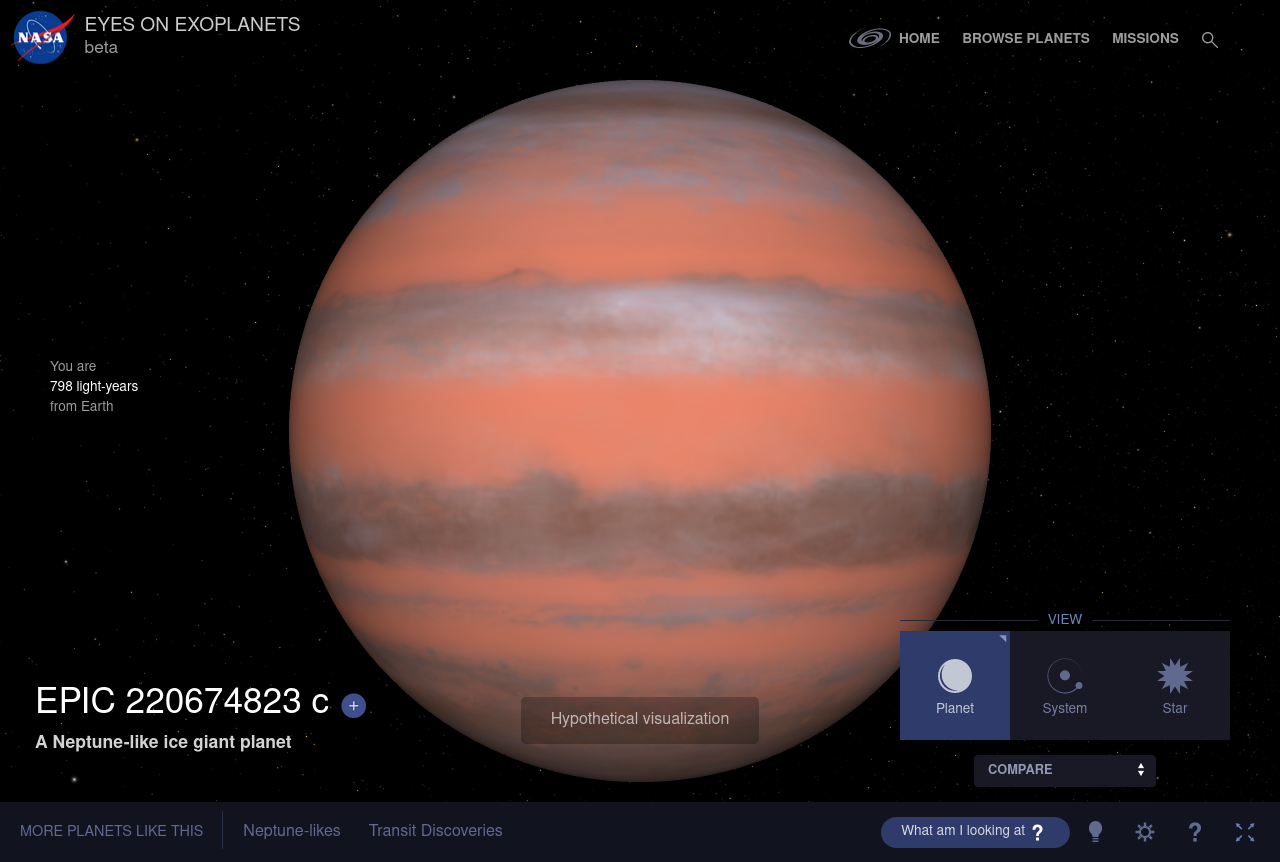 NASA
EYES ON EXOPLANETS
beta
HOME
BROWSE PLANETS
MISSIONS
You are
798 light-years
from Earth
VIEW
Planet
System
Star
EPIC 220674823 c +
A Neptune-like ice giant planet
Hypothetical visualization
COMPARE
MORE PLANETS LIKE THIS
Neptune-likes
Transit Discoveries
What am I looking at ?
?